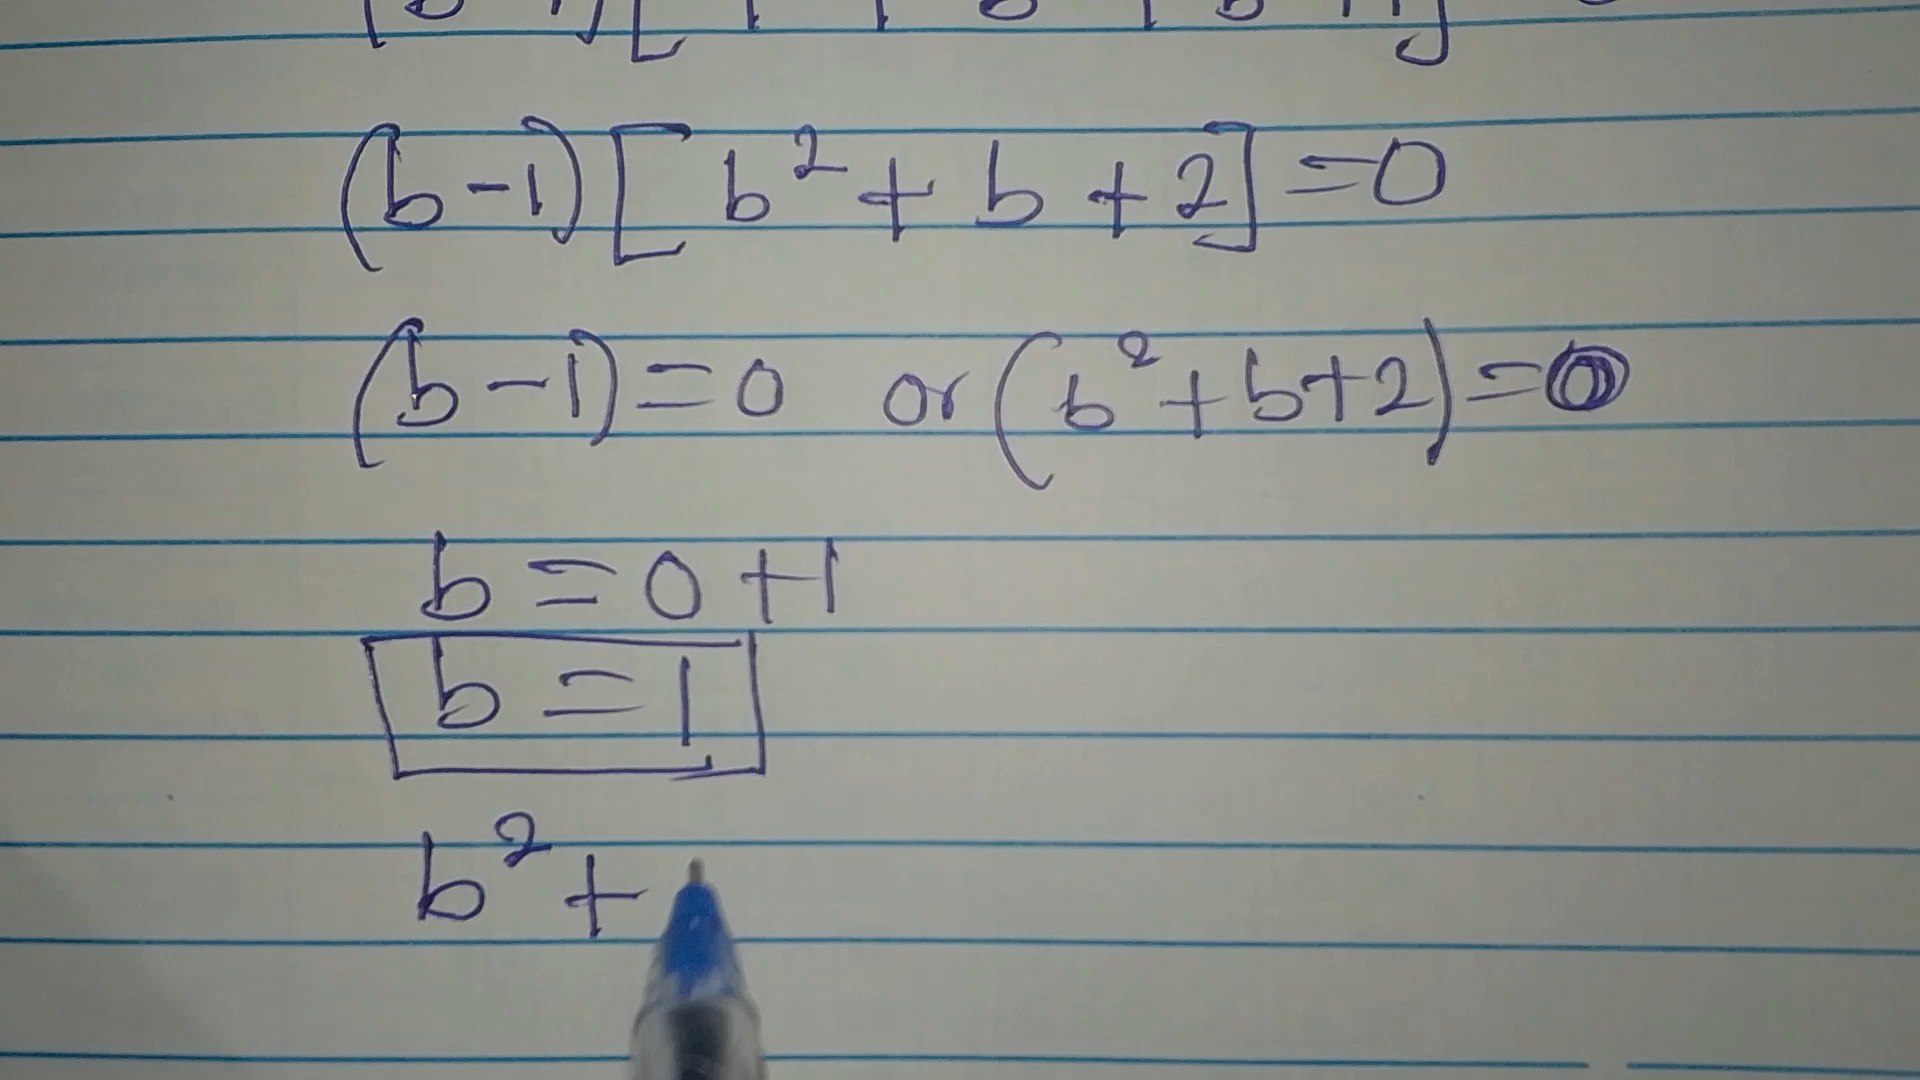 (b-1)[b²+b+2]=0
(b-1)=0 or (b²+b+2)=0
b=0+1
b=1
b²+